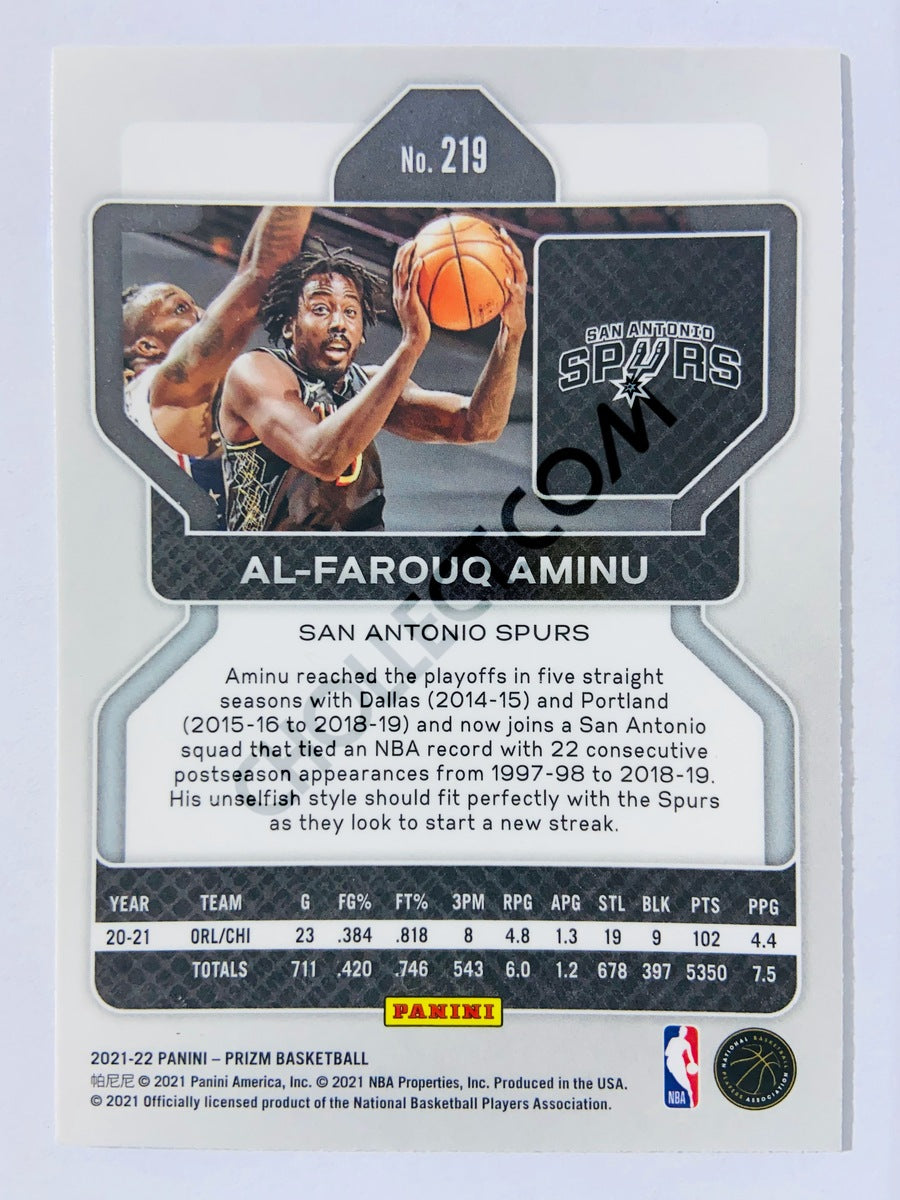 No. 219
SAN ANTONIO
SPURS
AL-FAROUQ AMINU
SAN ANTONIO SPURS
Aminu reached the playoffs in five straight
seasons with Dallas (2014-15) and Portland
(2015-16 to 2018-19) and now joins a San Antonio
squad that tied an NBA record with 22 consecutive
postseason appearances from 1997-98 to 2018-19.
His unselfish style should fit perfectly with the Spurs
as they look to start a new streak.
CHOLLECT.COM
YEAR TEAM G FG% FT% 3PM RPG APG STL BLK PTS PPG
20-21 ORL/CHI 23 .384 .818 8 4.8 1.3 19 9 102 4.4
TOTALS 711 .420 .746 543 6.0 1.2 678 397 5350 7.5
PANINI
2021-22 PANINI – PRIZM BASKETBALL
帕尼尼 © 2021 Panini America, Inc. © 2021 NBA Properties, Inc. Produced in the USA.
© 2021 Officially licensed product of the National Basketball Players Association.
NBA
NATIONAL BASKETBALL
PLAYERS ASSOCIATION